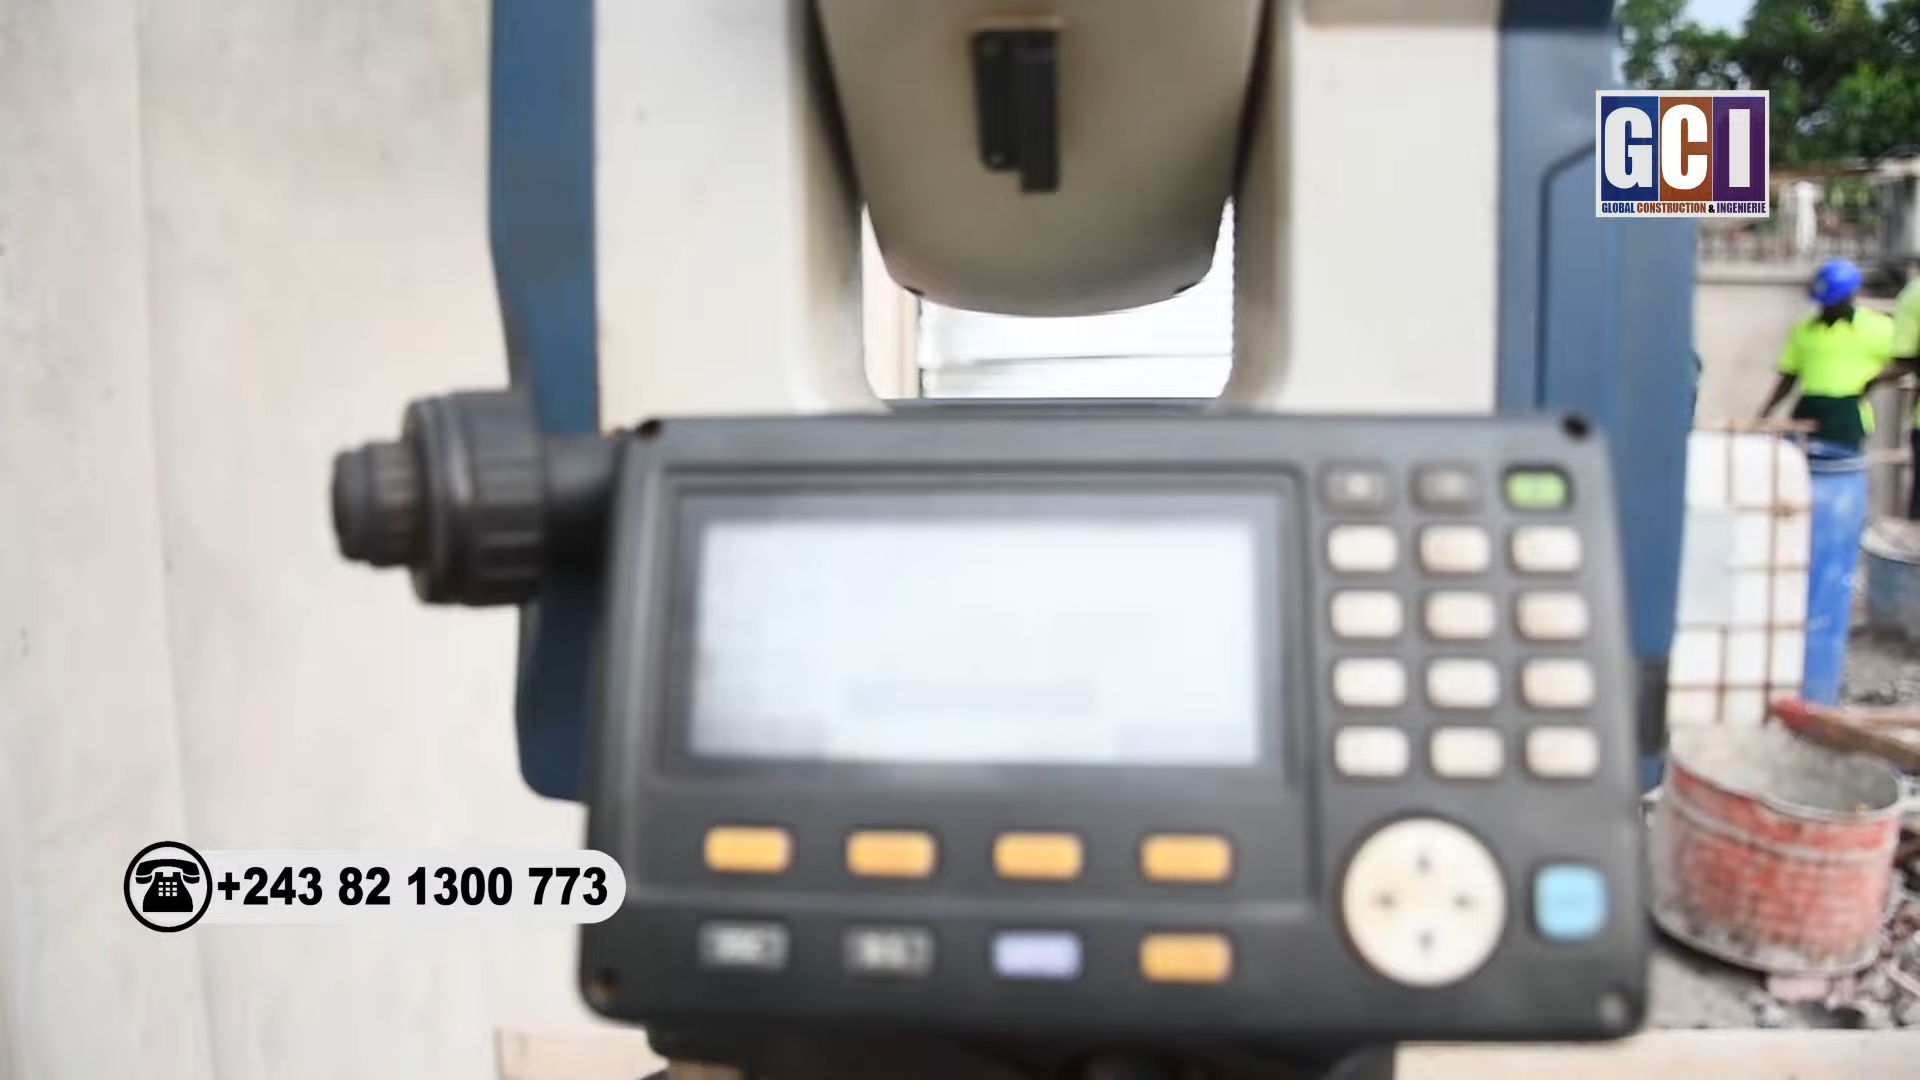 GCI
GLOBAL CONSTRUCTION & INGENIERIE
+243 82 1300 773